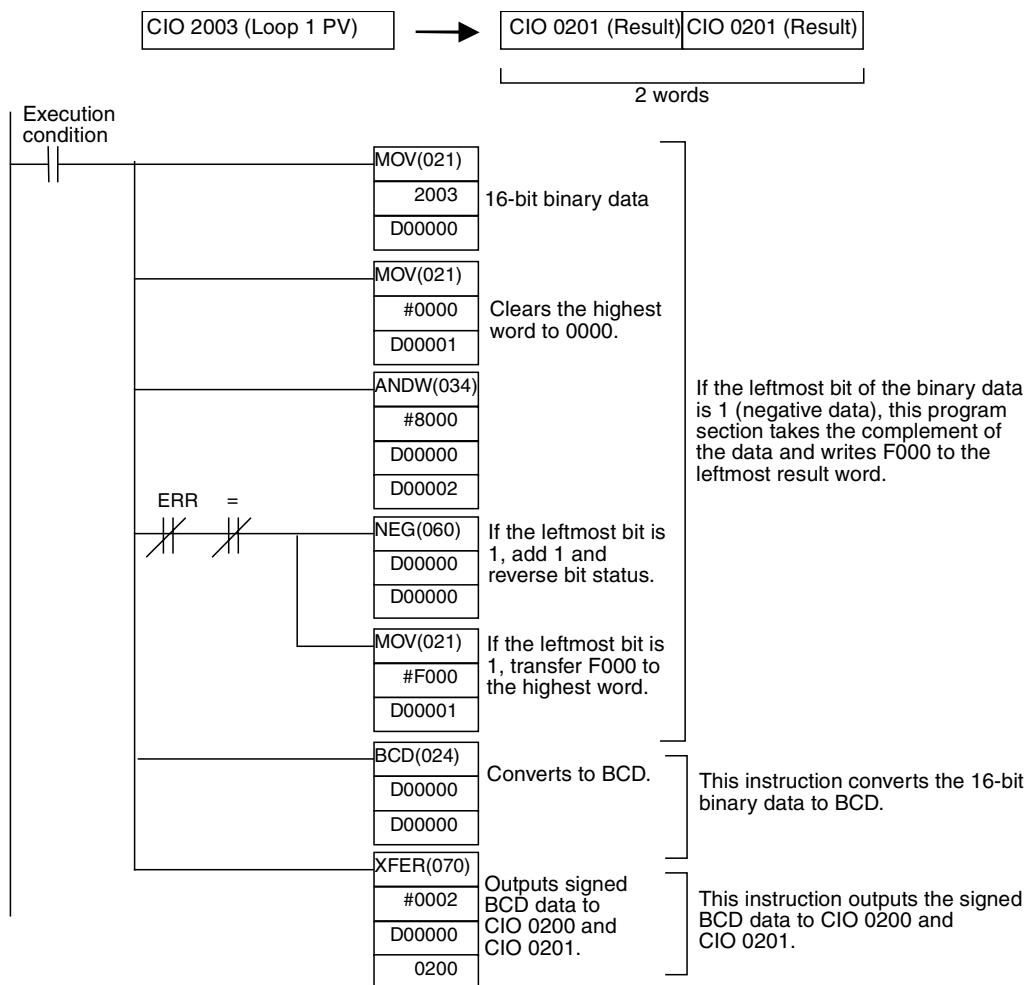 CIO 2003 (Loop 1 PV)
CIO 0201 (Result)
CIO 0201 (Result)
2 words
Execution
condition
MOV(021)
2003
D00000
16-bit binary data
MOV(021)
#0000
D00001
Clears the highest
word to 0000.
ANDW(034)
#8000
D00000
D00002
If the leftmost bit of the binary data
is 1 (negative data), this program
section takes the complement of
the data and writes F000 to the
leftmost result word.
ERR
=
NEG(060)
D00000
D00000
If the leftmost bit is
1, add 1 and
reverse bit status.
MOV(021)
#F000
D00001
If the leftmost bit is
1, transfer F000 to
the highest word.
BCD(024)
D00000
D00000
Converts to BCD.
This instruction converts the 16-bit
binary data to BCD.
XFER(070)
#0002
D00000
0200
Outputs signed
BCD data to
CIO 0200 and
CIO 0201.
This instruction outputs the signed
BCD data to CIO 0200 and
CIO 0201.